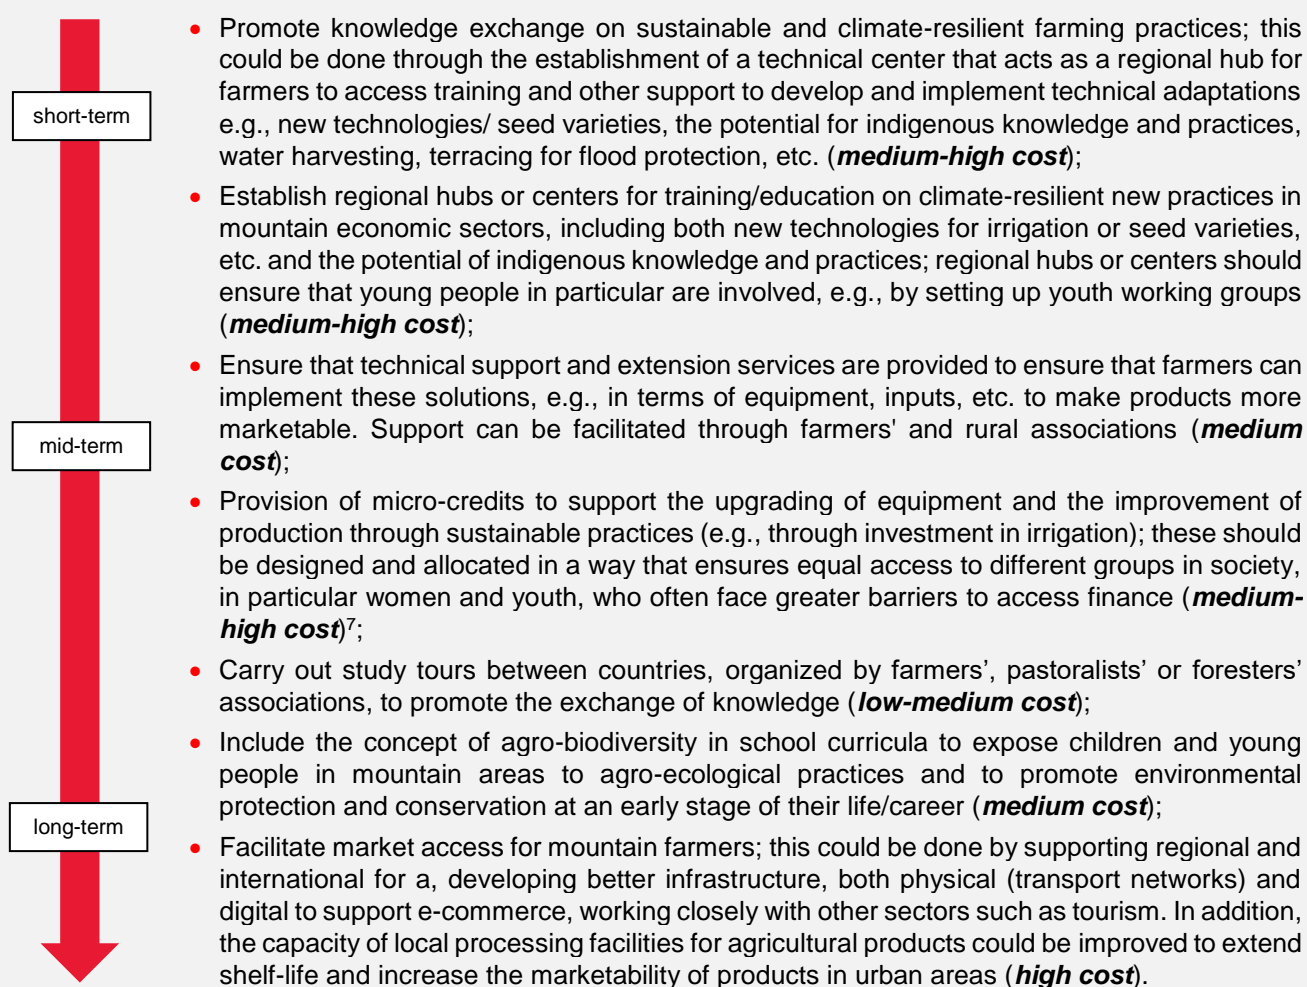 • Promote knowledge exchange on sustainable and climate-resilient farming practices; this
could be done through the establishment of a technical center that acts as a regional hub for
farmers to access training and other support to develop and implement technical adaptations
short-term
e.g., new technologies/ seed varieties, the potential for indigenous knowledge and practices,
water harvesting, terracing for flood protection, etc. (medium-high cost);
• Establish regional hubs or centers for training/education on climate-resilient new practices in
mountain economic sectors, including both new technologies for irrigation or seed varieties,
etc. and the potential of indigenous knowledge and practices; regional hubs or centers should
ensure that young people in particular are involved, e.g., by setting up youth working groups
(medium-high cost);
• Ensure that technical support and extension services are provided to ensure that farmers can
implement these solutions, e.g., in terms of equipment, inputs, etc. to make products more
marketable. Support can be facilitated through farmers' and rural associations (medium
mid-term
cost);
• Provision of micro-credits to support the upgrading of equipment and the improvement of
production through sustainable practices (e.g., through investment in irrigation); these should
be designed and allocated in a way that ensures equal access to different groups in society,
in particular women and youth, who often face greater barriers to access finance (medium-
high cost)7;
• Carry out study tours between countries, organized by farmers’, pastoralists’ or foresters’
associations, to promote the exchange of knowledge (low-medium cost);
• Include the concept of agro-biodiversity in school curricula to expose children and young
people in mountain areas to agro-ecological practices and to promote environmental
protection and conservation at an early stage of their life/career (medium cost);
long-term
• Facilitate market access for mountain farmers; this could be done by supporting regional and
international for a, developing better infrastructure, both physical (transport networks) and
digital to support e-commerce, working closely with other sectors such as tourism. In addition,
the capacity of local processing facilities for agricultural products could be improved to extend
shelf-life and increase the marketability of products in urban areas (high cost).